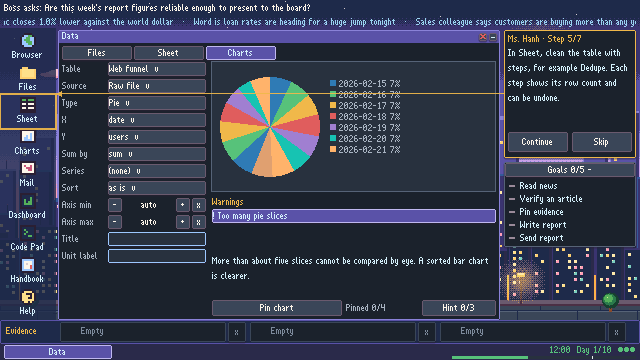 Boss asks: Are this week's report figures reliable enough to present to the board?
ic closes 1.0% lower against the world dollar · Word is loan rates are heading for a huge jump tonight · Sales colleague says customers are buying more than any
Browser
Files
Sheet
Charts
Mail
Dashboard
Code Pad
Handbook
Help
Data
Files
Sheet
Charts
Table
Web funnel v
Source
Raw file v
Type
Pie v
X
date v
Y
users v
Sum by
sum v
Series
(none) v
Sort
as is v
Axis min
- auto + x
Axis max
- auto + x
Title
Unit label
2026-02-15 7%
2026-02-16 7%
2026-02-17 7%
2026-02-18 7%
2026-02-19 7%
2026-02-20 7%
2026-02-21 7%
Warnings
! Too many pie slices
More than about five slices cannot be compared by eye. A sorted bar chart
is clearer.
Pin chart
Pinned 0/4
Hint 0/3
Ms. Hanh · Step 5/7
In Sheet, clean the table with
steps, for example Dedupe. Each
step shows its row count and
can be undone.
Continue
Skip
Goals 0/5 -
Read news
Verify an article
Pin evidence
Write report
Send report
Evidence
Empty
x
Empty
x
Empty
x
Data
12:00 Day 1/10